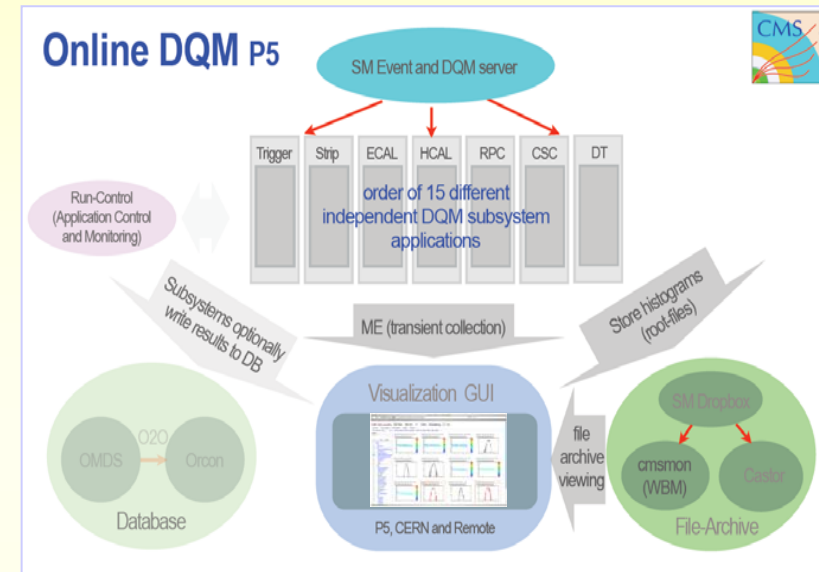 Online DQM P5
CMS
SM Event and DQM server
Trigger Strip ECAL HCAL RPC CSC DT
order of 15 different
independent DQM subsystem
applications
Run-Control
(Application Control
and Monitoring)
Subsystems optionally
write results to DB
ME (transient collection)
Store histograms
(root-files)
Visualization GUI
P5, CERN and Remote
O2O
OMDS
Orcon
Database
file
archive
viewing
SM Dropbox
cmsmon
(WBM)
Castor
File-Archive